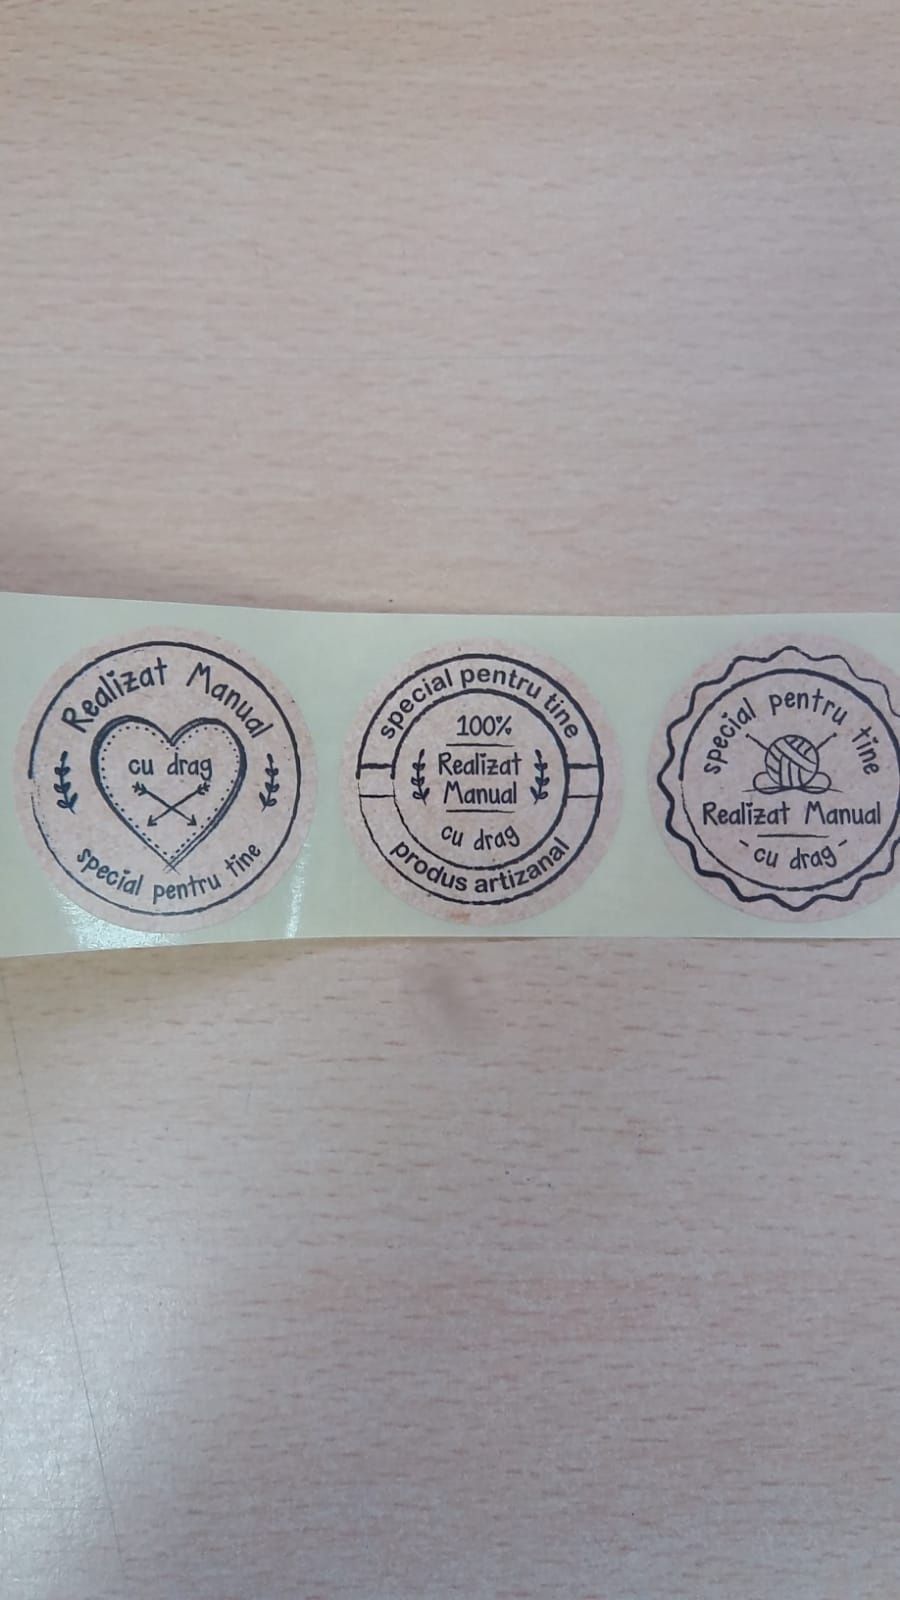 Realizat Manual
cu drag
special pentru tine
special pentru tine
100%
Realizat
Manual
cu drag
produs artizanal
special pentru tine
Realizat Manual
-cu drag-